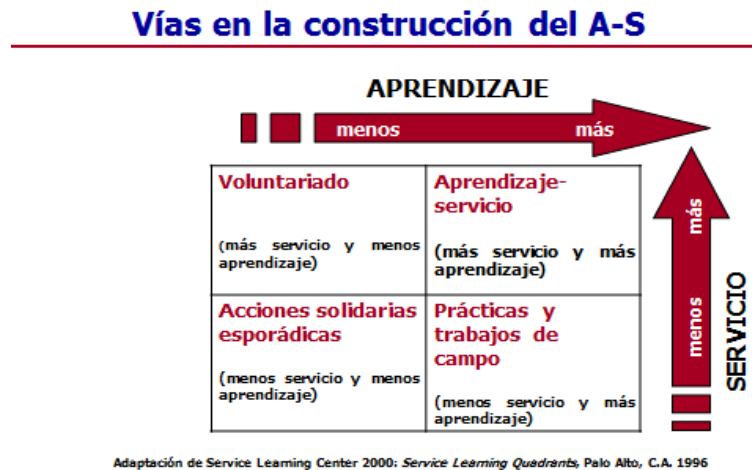 Vías en la construcción del A-S
APRENDIZAJE
menos más
Voluntariado
(más servicio y menos
aprendizaje)
Aprendizaje-
servicio
(más servicio y más
aprendizaje)
Acciones solidarias
esporádicas
(menos servicio y menos
aprendizaje)
Prácticas y
trabajos de
campo
(menos servicio y más
aprendizaje)
más
menos
SERVICIO
Adaptación de Service Learning Center 2000: Service Learning Quadrants, Palo Alto, C.A. 1996